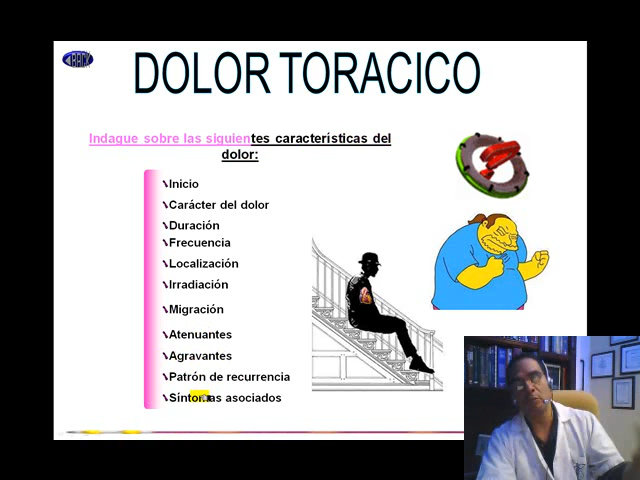 DOLOR TORACICO
Indague sobre las siguientes características del
dolor:
Inicio
Carácter del dolor
Duración
Frecuencia
Localización
Irradiación
Migración
Atenuantes
Agravantes
Patrón de recurrencia
Síntomas asociados